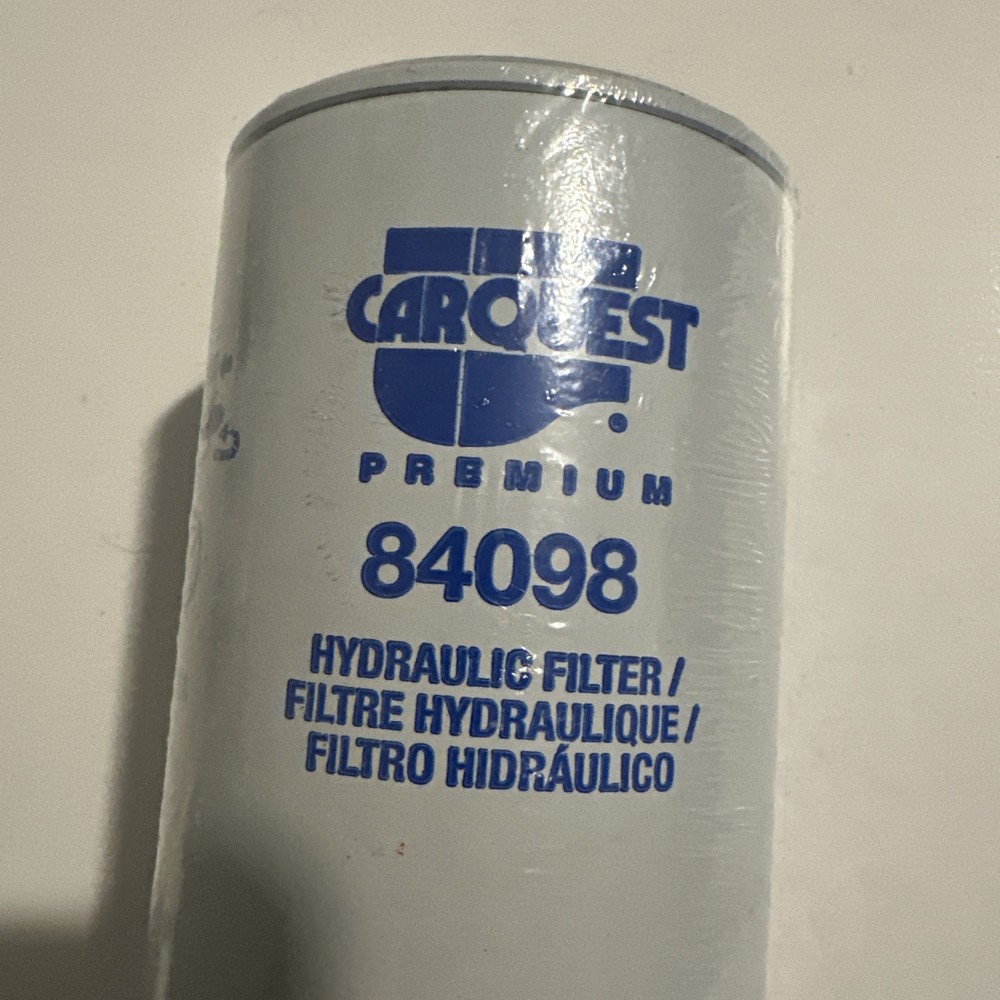 CARQUEST
PREMIUM
84098
HYDRAULIC FILTER /
FILTRE HYDRAULIQUE /
FILTRO HIDRÁULICO